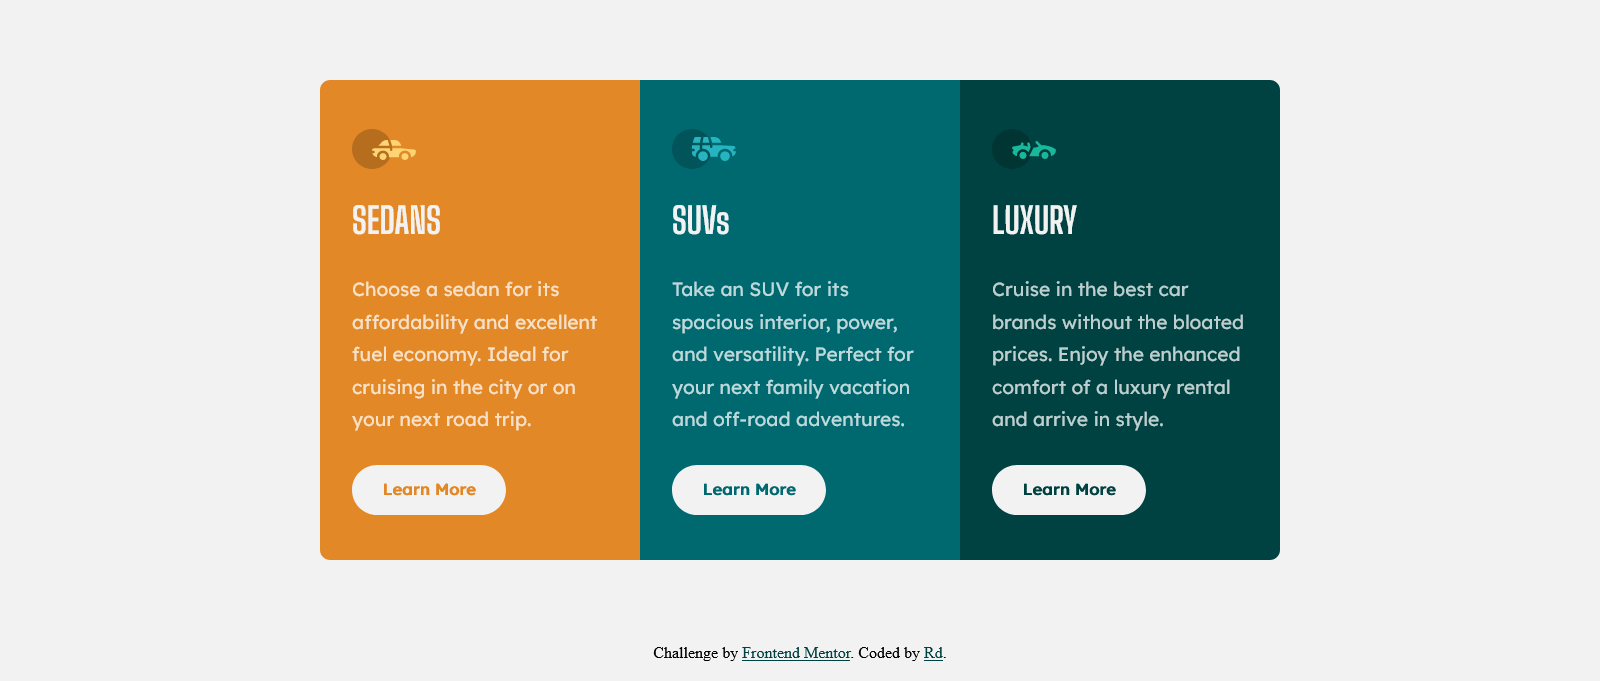 SEDANS
Choose a sedan for its
affordability and excellent
fuel economy. Ideal for
cruising in the city or on
your next road trip.
Learn More
SUVs
Take an SUV for its
spacious interior, power,
and versatility. Perfect for
your next family vacation
and off-road adventures.
Learn More
LUXURY
Cruise in the best car
brands without the bloated
prices. Enjoy the enhanced
comfort of a luxury rental
and arrive in style.
Learn More
Challenge by Frontend Mentor. Coded by Rd.